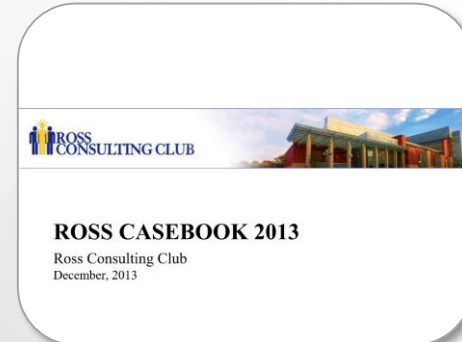 ROSS
CONSULTING CLUB
ROSS CASEBOOK 2013
Ross Consulting Club
December, 2013